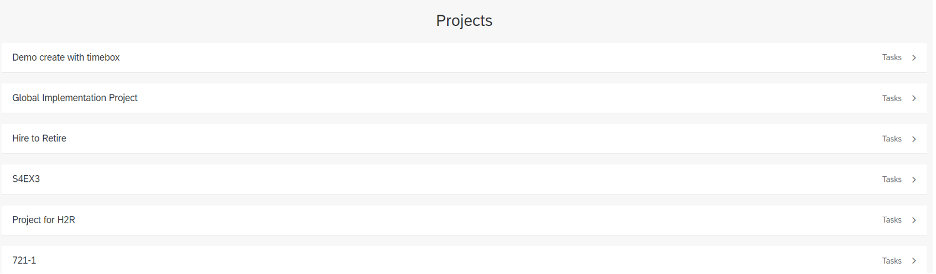 Projects
Demo create with timebox Tasks
Global Implementation Project Tasks
Hire to Retire Tasks
S4EX3 Tasks
Project for H2R Tasks
721-1 Tasks